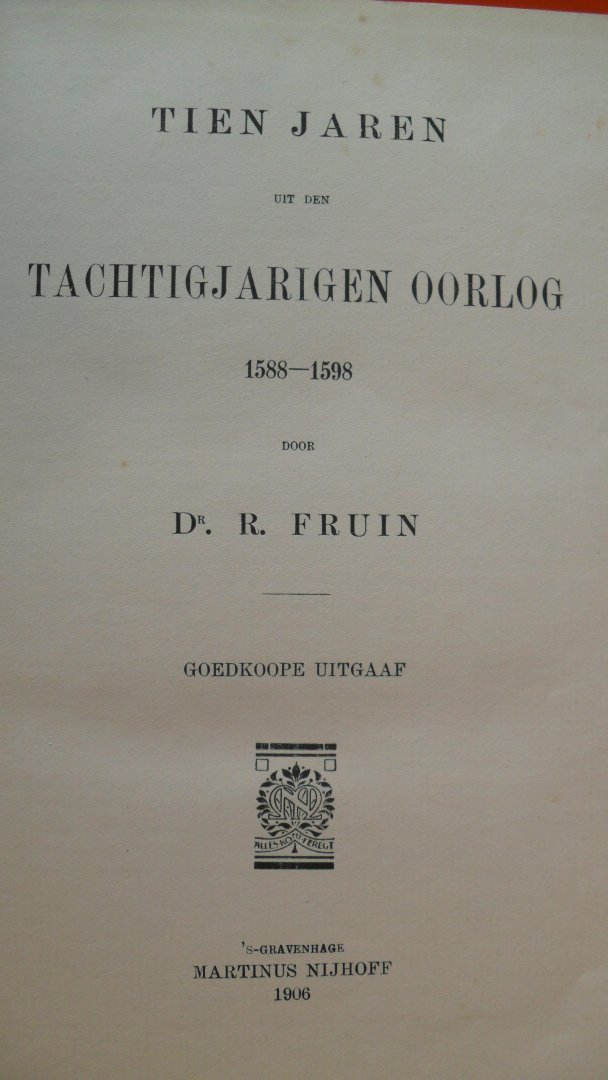 TIEN JAREN
UIT DEN
TACHTIGJARIGEN OORLOG
1588—1598
DOOR
DR. R. FRUIN
GOEDKOOPE UITGAAF
ALLES KOMT TEREGT
'S-GRAVENHAGE
MARTINUS NIJHOFF
1906